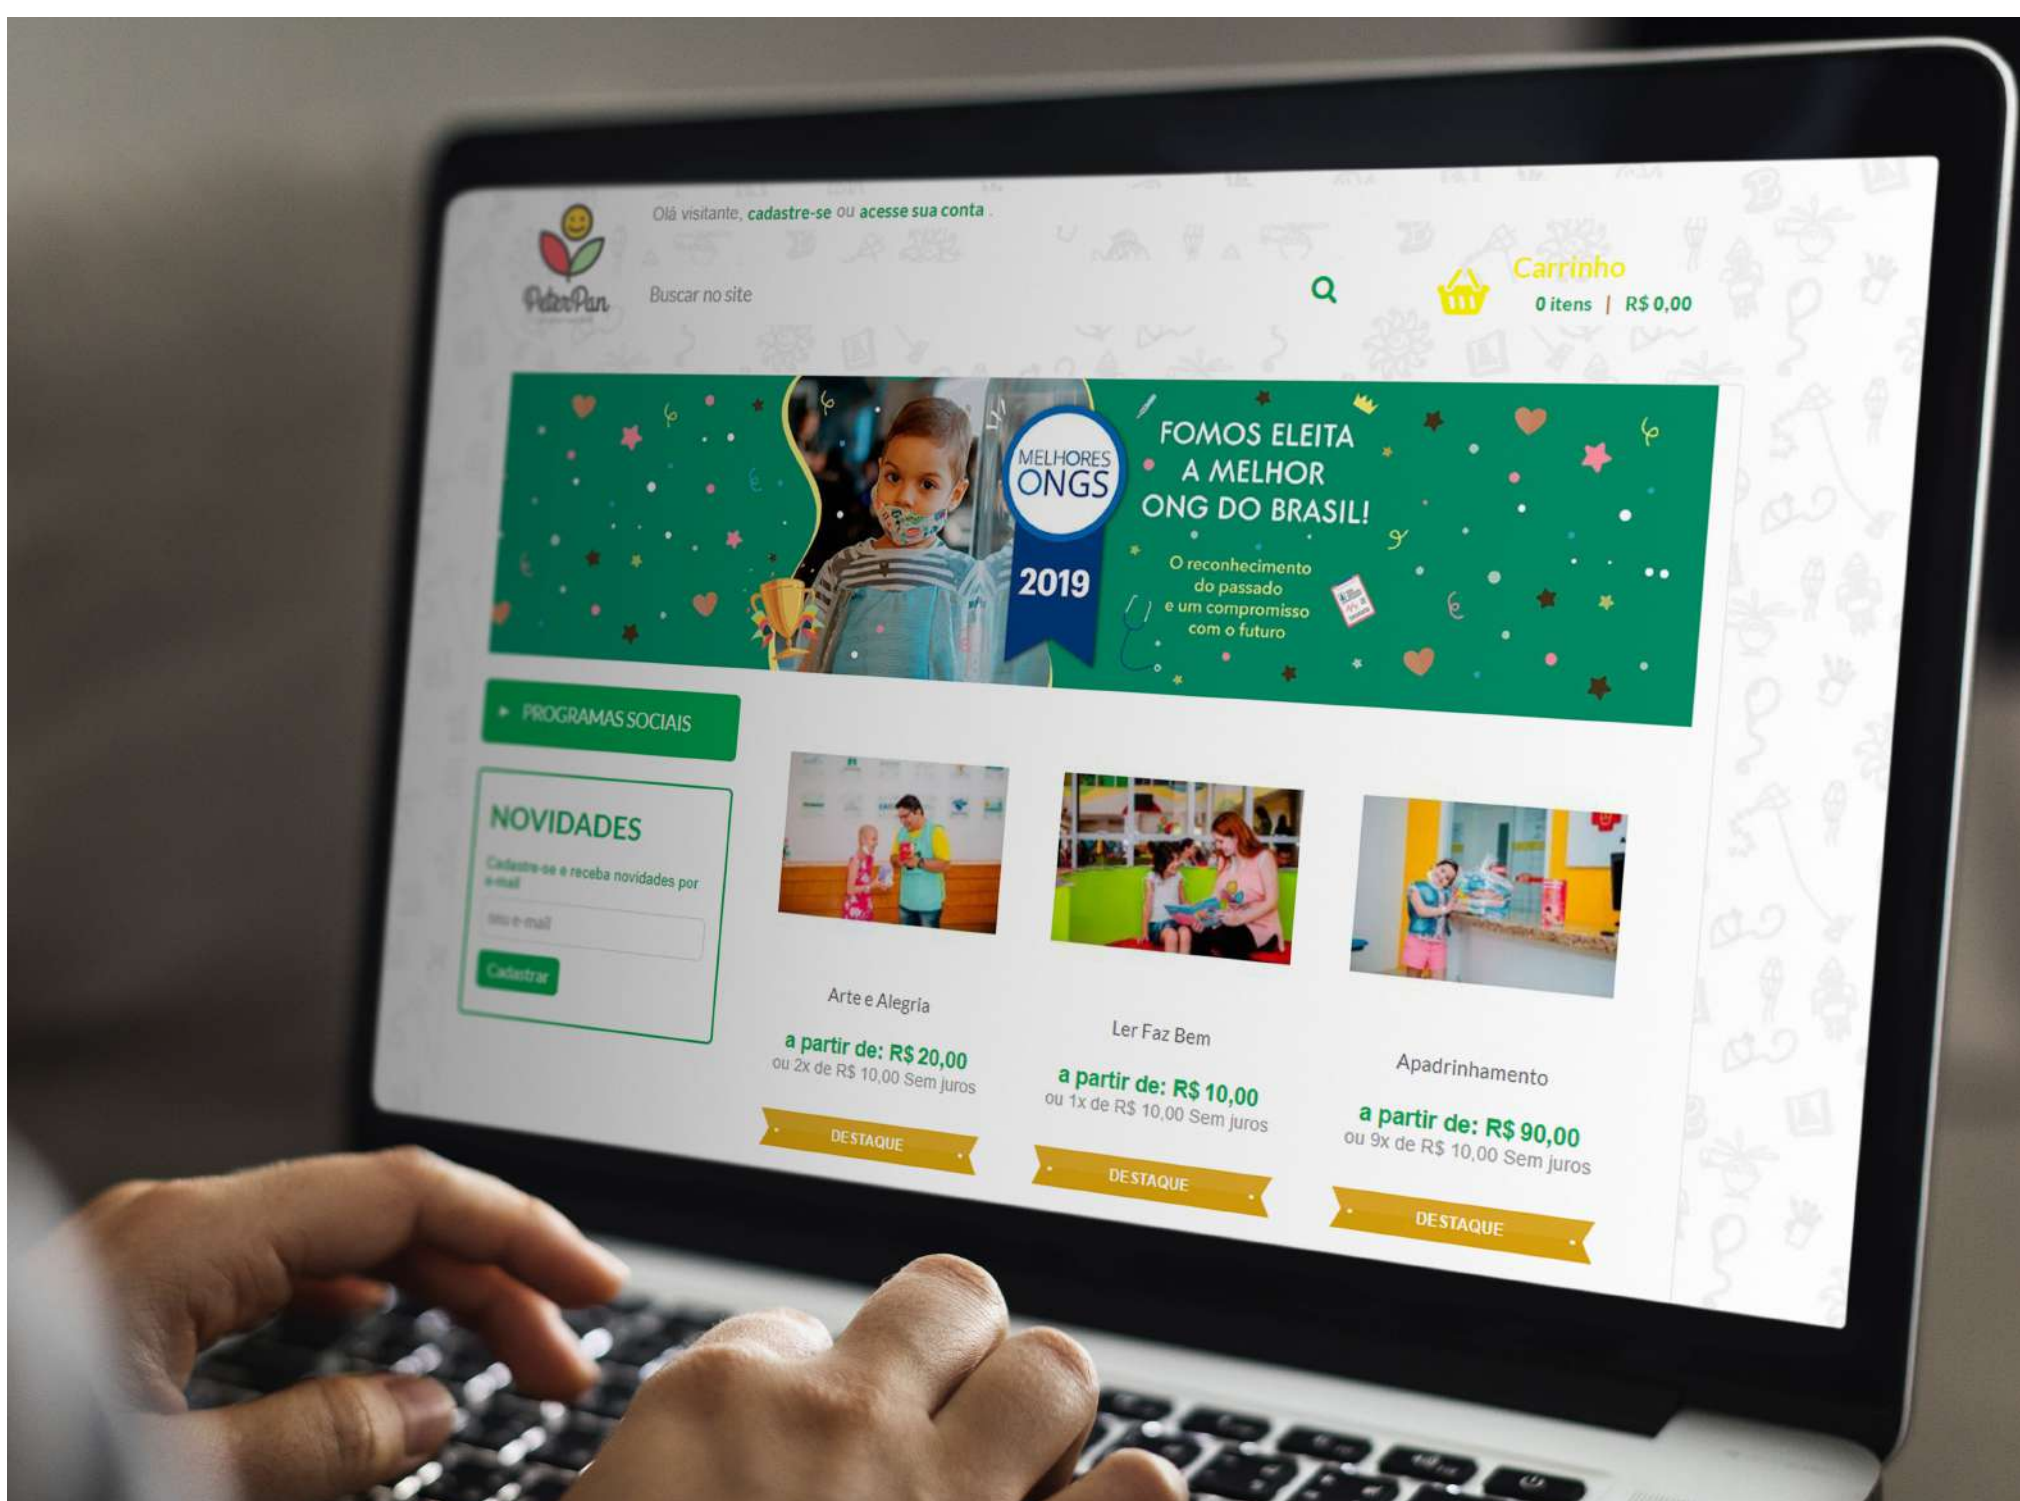 Olá visitante, cadastre-se ou acesse sua conta .
PeterPan
Buscar no site
Carrinho
0 itens | R$ 0,00
MELHORES
ONGS
2019
FOMOS ELEITA
A MELHOR
ONG DO BRASIL!
O reconhecimento
do passado
e um compromisso
com o futuro
PROGRAMAS SOCIAIS
NOVIDADES
Cadastre-se e receba novidades por
e-mail
seu e-mail
Cadastrar
Arte e Alegria
a partir de: R$ 20,00
ou 2x de R$ 10,00 Sem juros
DESTAQUE
Ler Faz Bem
a partir de: R$ 10,00
ou 1x de R$ 10,00 Sem juros
DESTAQUE
Apadrinhamento
a partir de: R$ 90,00
ou 9x de R$ 10,00 Sem juros
DESTAQUE